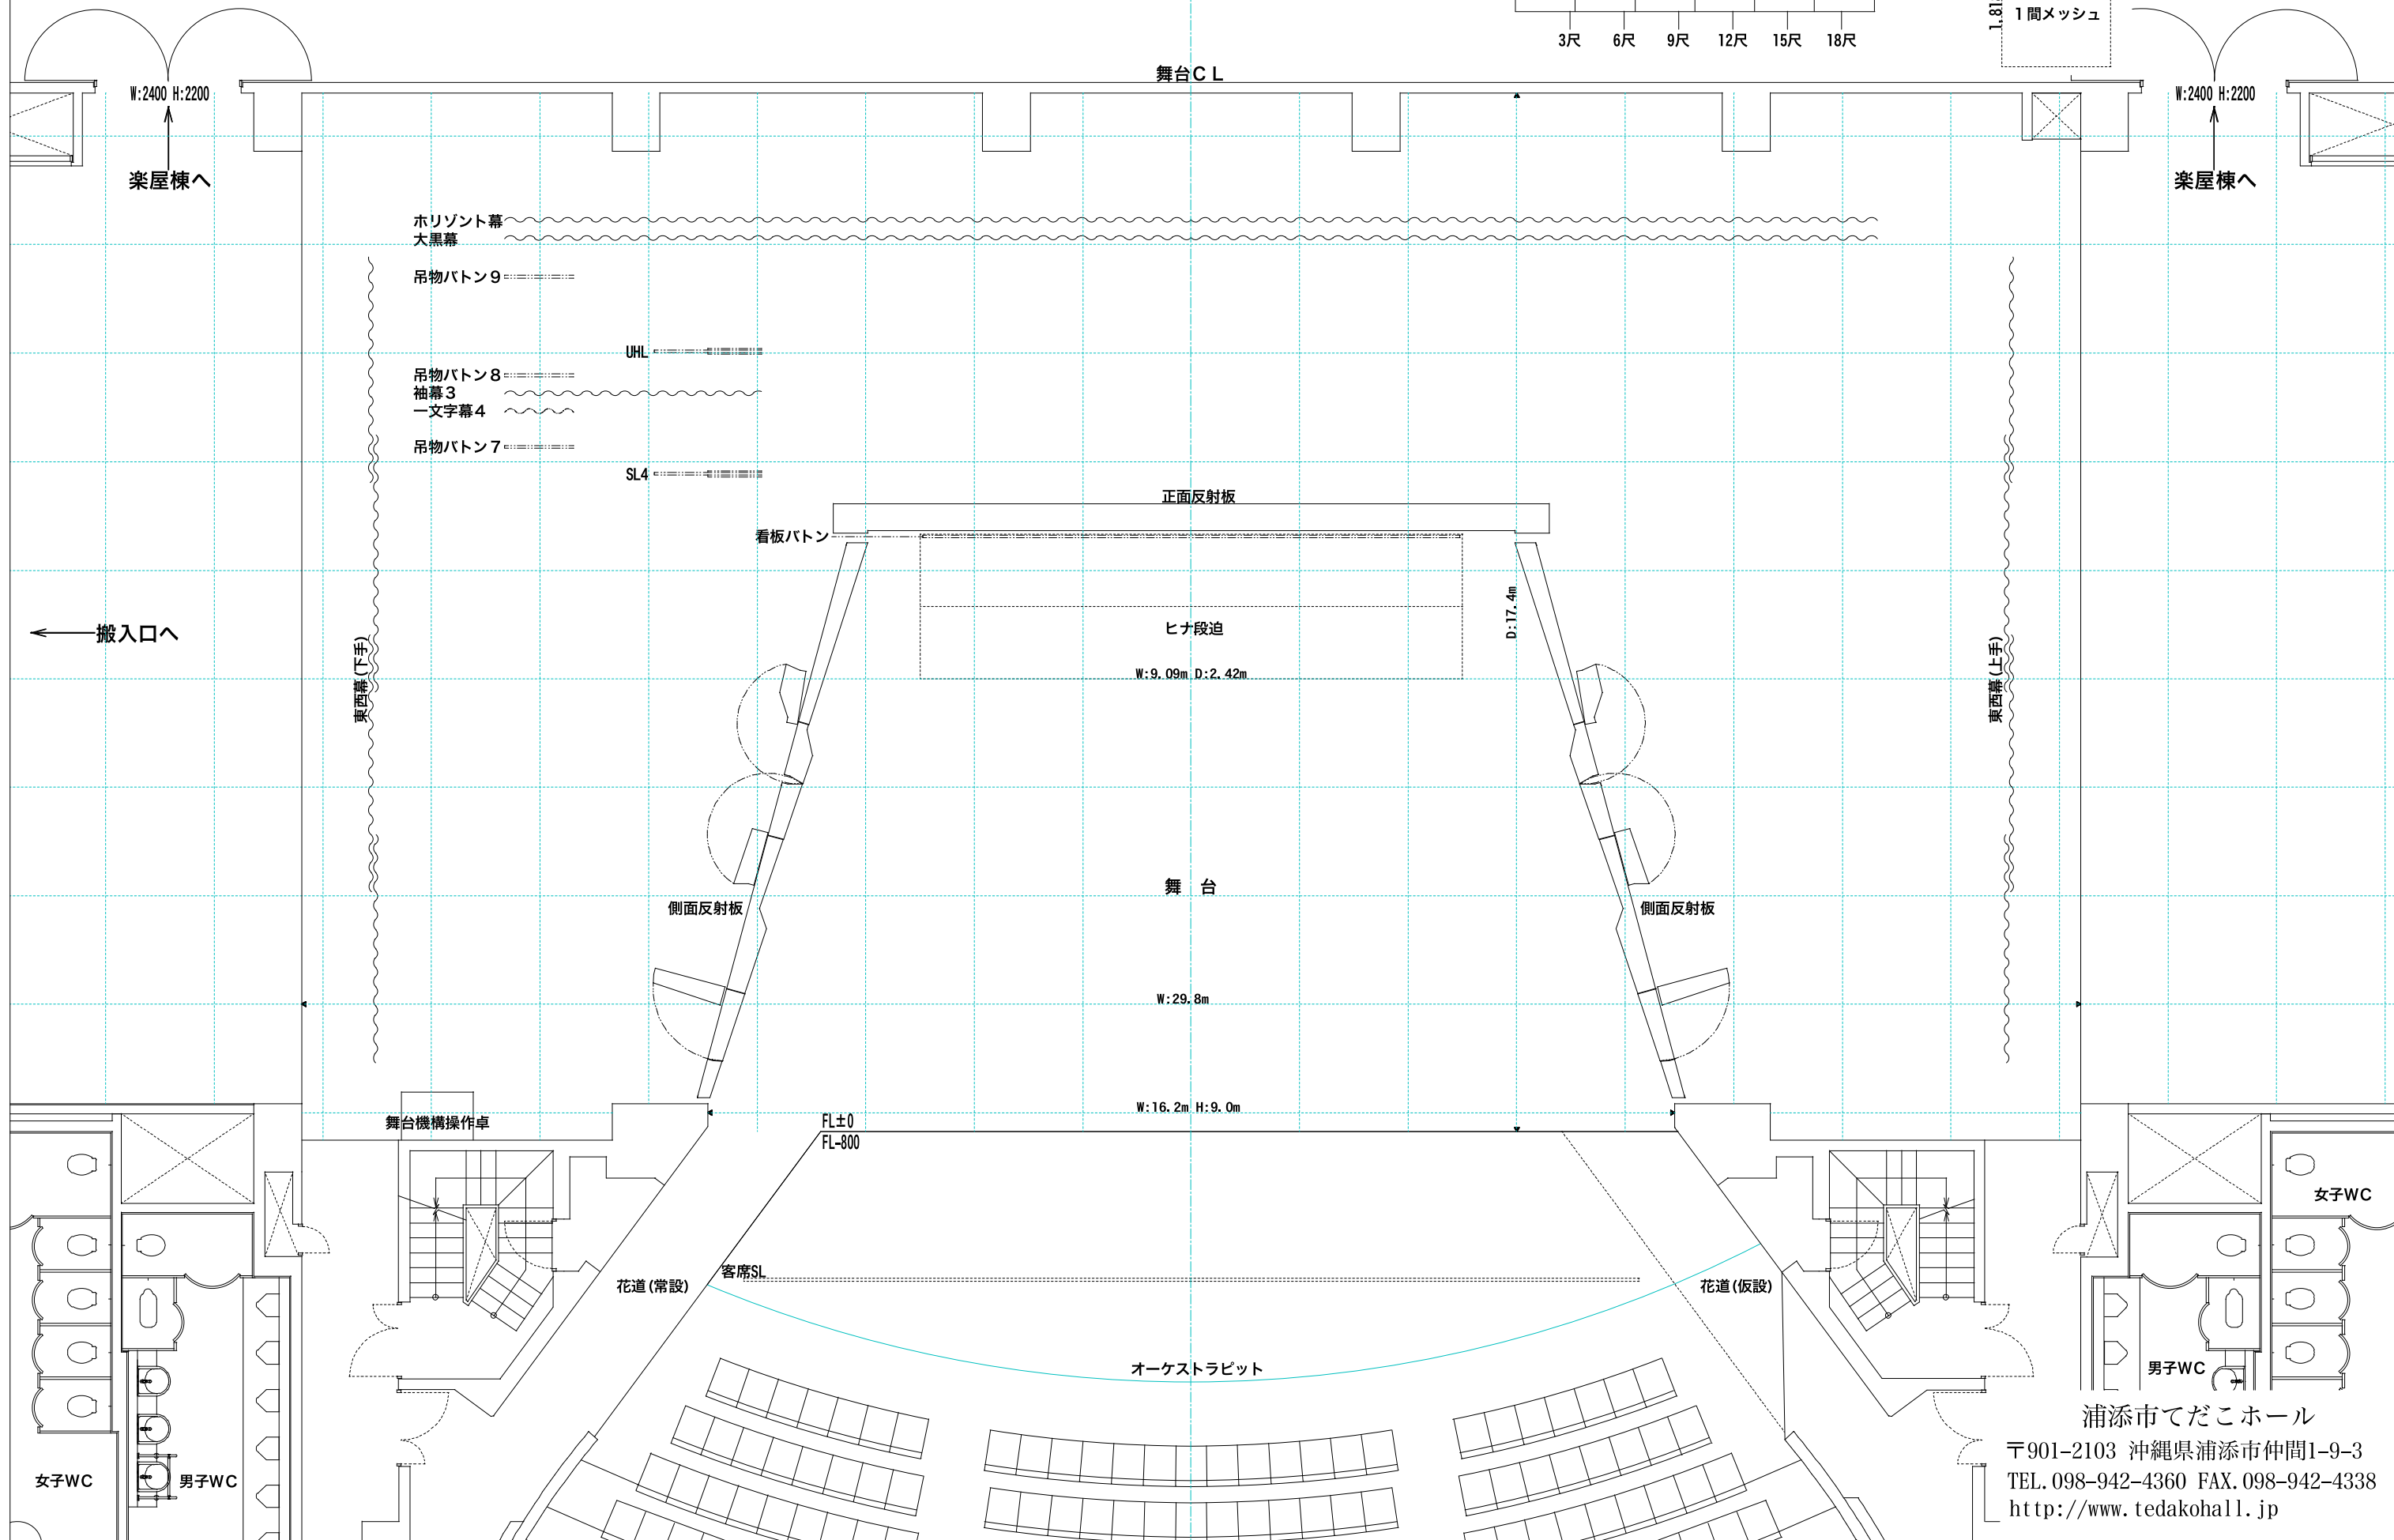 3尺 6尺 9尺 12尺 15尺 18尺
1間メッシュ
舞台CL
W:2400 H:2200
W:2400 H:2200
楽屋棟へ
楽屋棟へ
ホリゾント幕
大黒幕
吊物バトン9
UHL
吊物バトン8
袖幕3
一文字幕4
吊物バトン7
SL4
正面反射板
看板バトン
D:17.4m
ヒナ段迫
搬入口へ
東西幕(下手)
東西幕(上手)
W:9.09m D:2.42m
舞 台
側面反射板
側面反射板
W:29.8m
W:16.2m H:9.0m
舞台機構操作卓
FL±0
FL-800
女子WC
客席SL
花道(常設)
花道(仮設)
オーケストラピット
男子WC
浦添市てだこホール
〒901-2103 沖縄県浦添市仲間1-9-3
女子WC
男子WC
TEL.098-942-4360 FAX.098-942-4338
http://www.tedakohall.jp